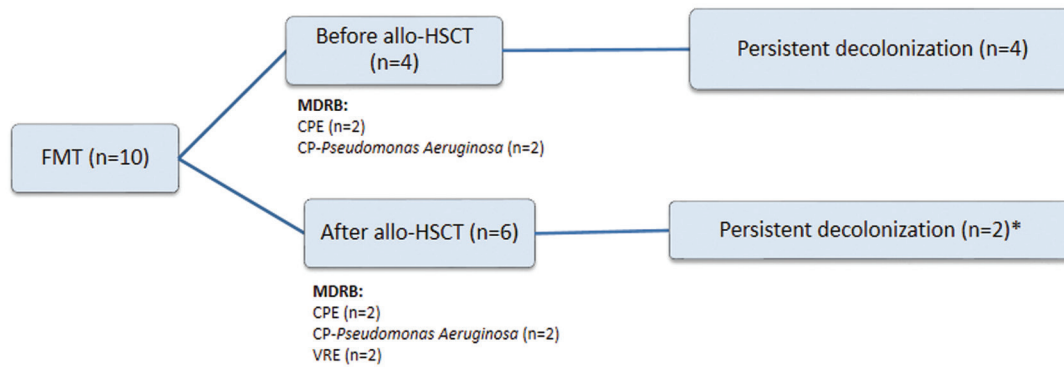 FMT (n=10)
Before allo-HSCT
(n=4)
MDRB:
CPE (n=2)
CP-Pseudomonas Aeruginosa (n=2)
Persistent decolonization (n=4)
After allo-HSCT (n=6)
MDRB:
CPE (n=2)
CP-Pseudomonas Aeruginosa (n=2)
VRE (n=2)
Persistent decolonization (n=2)*